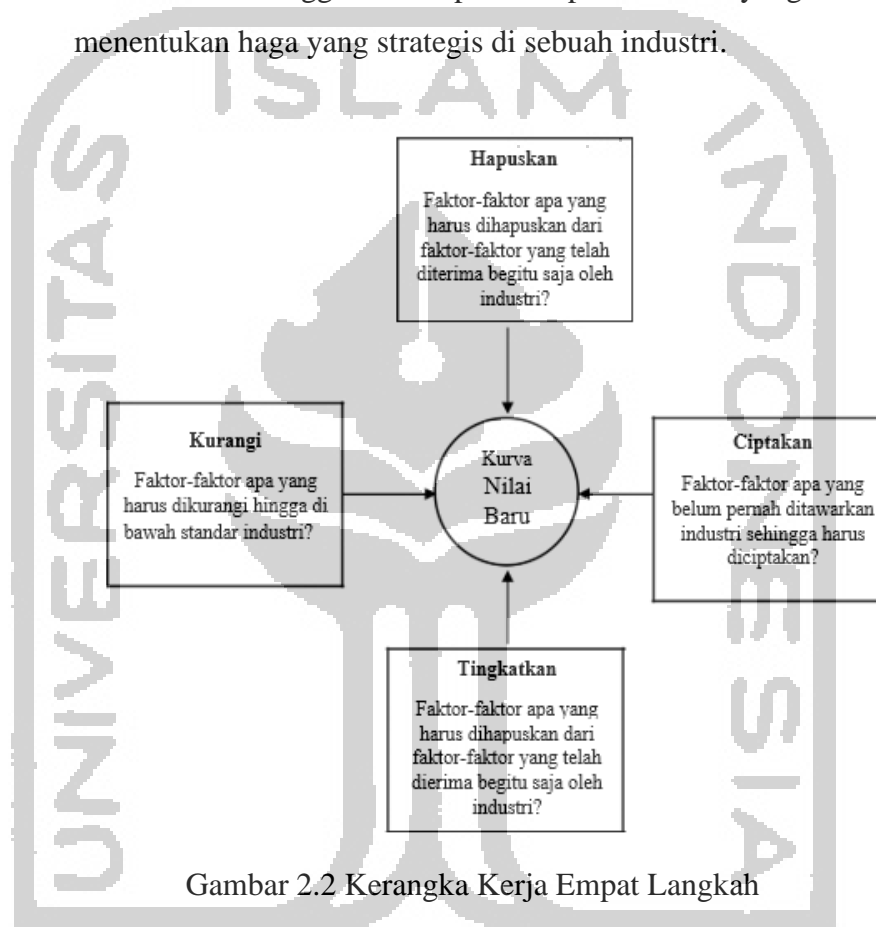 menentukan haga yang strategis di sebuah industri.
UNIVERSITAS
ISLAM
INDONESIA
Hapuskan
Faktor-faktor apa yang
harus dihapuskan dari
faktor-faktor yang telah
diterima begitu saja oleh
industri?
Kurangi
Faktor-faktor apa yang
harus dikurangi hingga di
bawah standar industri?
Kurva
Nilai
Baru
Ciptakan
Faktor-faktor apa yang
belum pernah ditawarkan
industri sehingga harus
diciptakan?
Tingkatkan
Faktor-faktor apa yang
harus dihapuskan dari
faktor-faktor yang telah
dierima begitu saja oleh
industri?
Gambar 2.2 Kerangka Kerja Empat Langkah